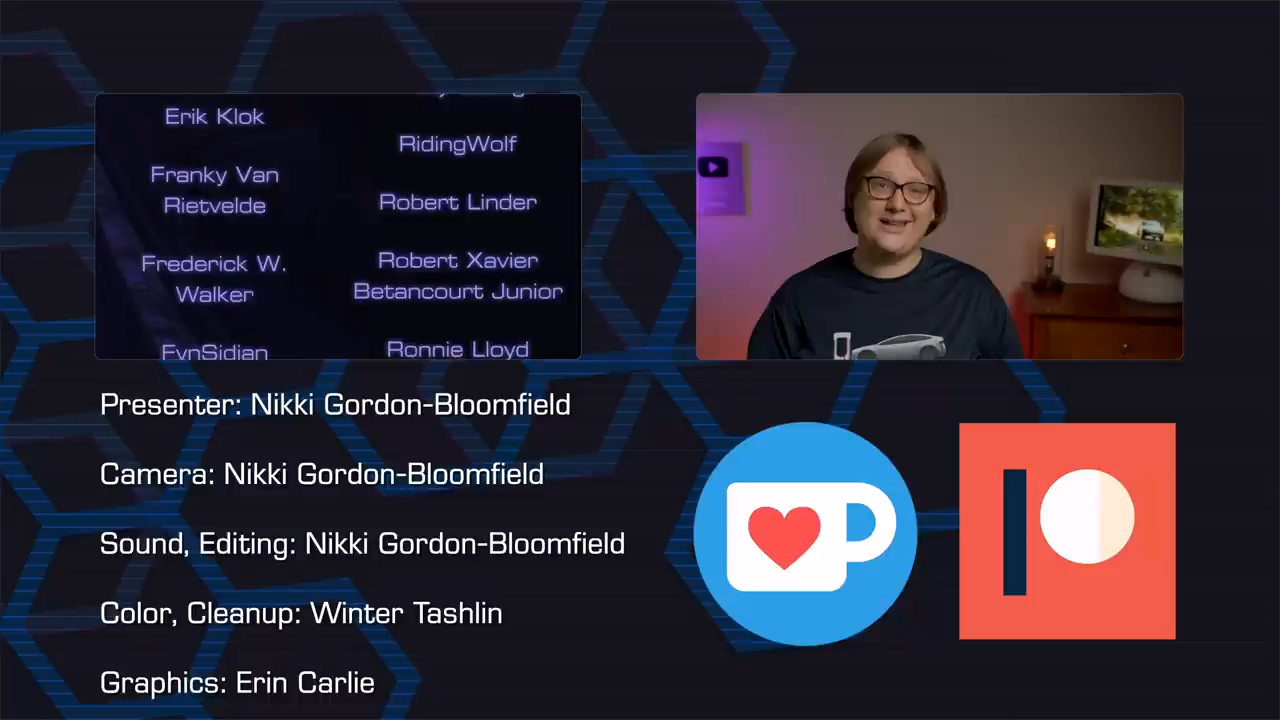 Erik Klok
Franky Van
Rietvelde
Frederick W.
Walker
FynSidian
RidingWolf
Robert Linder
Robert Xavier
Betancourt Junior
Ronnie Lloyd
Presenter: Nikki Gordon-Bloomfield
Camera: Nikki Gordon-Bloomfield
Sound, Editing: Nikki Gordon-Bloomfield
Color, Cleanup: Winter Tashlin
Graphics: Erin Carlie